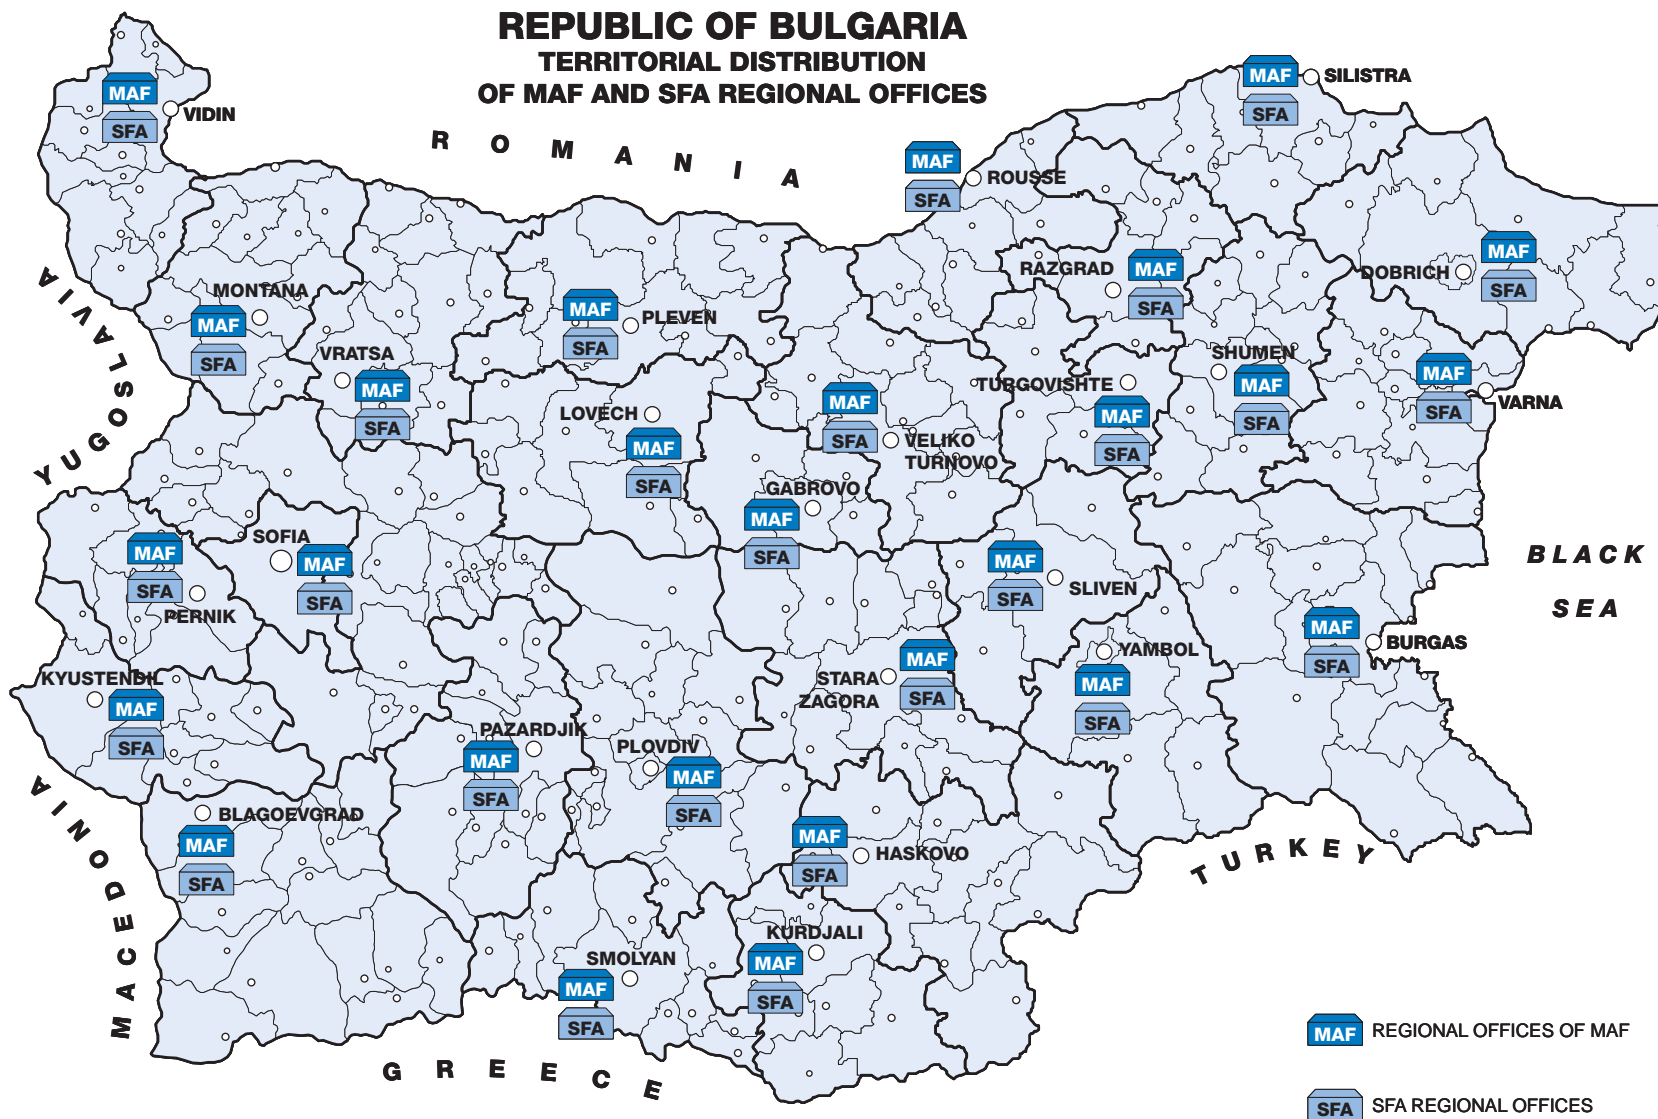 REPUBLIC OF BULGARIA
TERRITORIAL DISTRIBUTION
OF MAF AND SFA REGIONAL OFFICES
ROMANIA
MAF
SFA
VIDIN
MAF
SFA
SILISTRA
MAF
SFA
ROUSSE
RAZGRAD
MAF
SFA
DOBRICH
MAF
SFA
YUGOSLAVIA
MONTANA
MAF
SFA
VRATSA
MAF
SFA
MAF
SFA
PLEVEN
LOVECH
MAF
SFA
MAF
SFA
VELIKO
TURNOVO
TURGOVISHTE
MAF
SFA
SHUMEN
MAF
SFA
MAF
SFA
VARNA
GABROVO
MAF
SFA
SOFIA
MAF
SFA
MAF
SFA
PERNIK
MAF
SFA
SLIVEN
BLACK
SEA
MAF
SFA
BURGAS
YAMBOL
MAF
SFA
STARA
ZAGORA
MAF
SFA
KYUSTENDIL
MAF
SFA
PAZARDJIK
MAF
SFA
PLOVDIV
MAF
SFA
MACEDONIA
BLAGOEVGRAD
MAF
SFA
MAF
SFA
HASKOVO
TURKEY
KURDJALI
MAF
SFA
SMOLYAN
MAF
SFA
GREECE
MAF REGIONAL OFFICES OF MAF
SFA SFA REGIONAL OFFICES